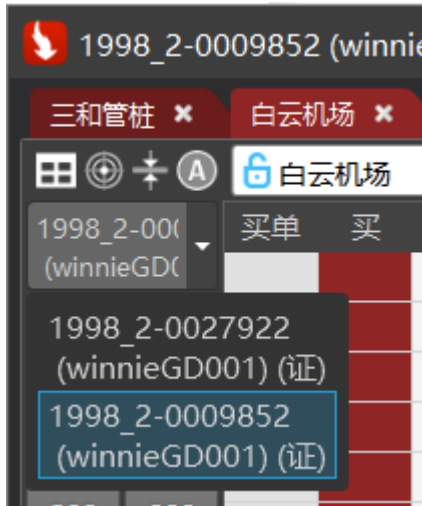 1998_2-0009852 (winnie
三和管桩 ×
白云机场 ×
A 白云机场
1998_2-00(
(winnieGD(
买单 买
1998_2-0027922
(winnieGD001) (证)
1998_2-0009852
(winnieGD001) (证)